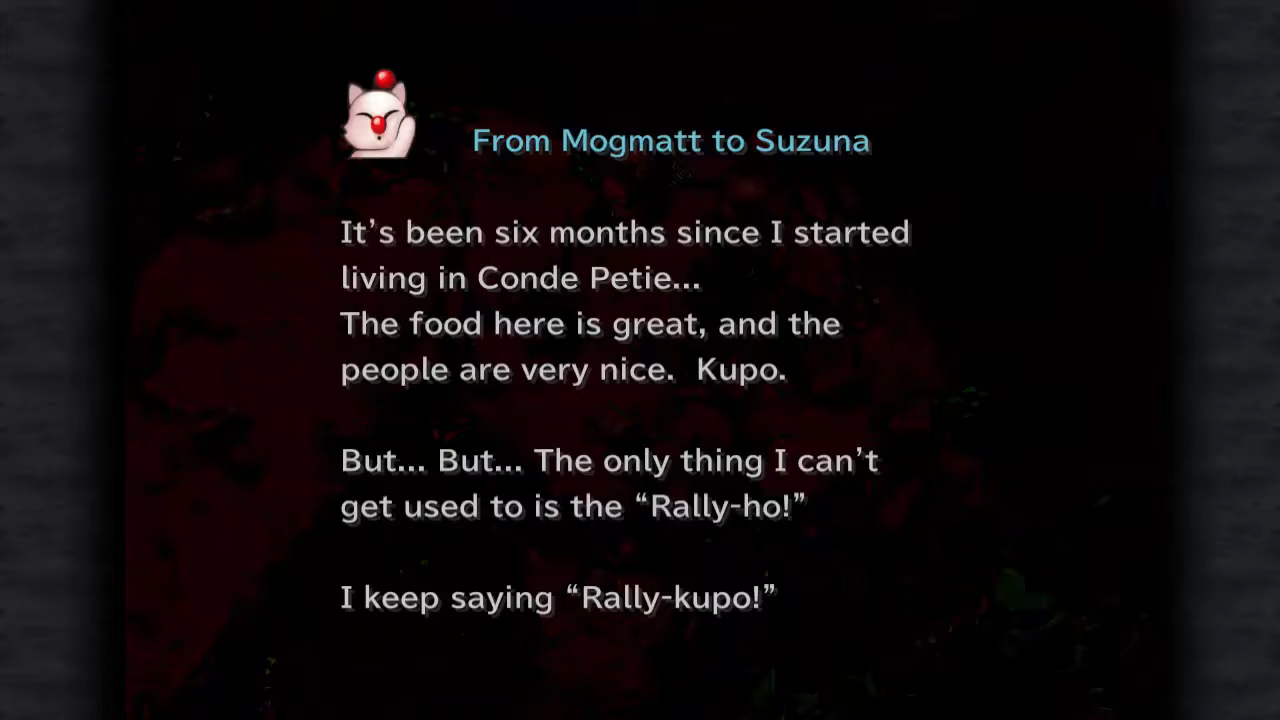 From Mogmatt to Suzuna
It's been six months since I started
living in Conde Petie...
The food here is great, and the
people are very nice.  Kupo.
But... But... The only thing I can't
get used to is the “Rally-ho!”
I keep saying “Rally-kupo!”